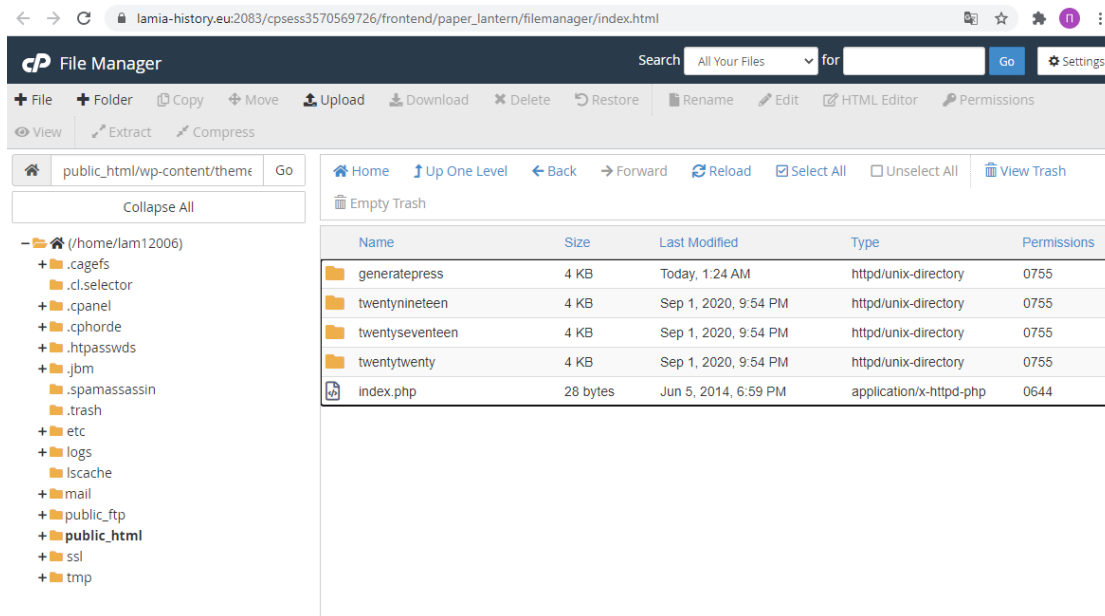 lamia-history.eu:2083/cpsess3570569726/frontend/paper_lantern/filemanager/index.html
П
cP File Manager
Search All Your Files for Go Settings
File Folder Copy Move Upload Download Delete Restore Rename Edit HTML Editor Permissions
View Extract Compress
public_html/wp-content/theme Go
Home Up One Level Back Forward Reload Select All Unselect All View Trash
Empty Trash
Collapse All
(/home/lam12006)
.cagefs
.cl.selector
.cpanel
.cphorde
.htpasswds
.jbm
.spamassassin
.trash
etc
logs
lscache
mail
public_ftp
public_html
ssl
tmp
Name Size Last Modified Type Permissions
generatepress 4 KB Today, 1:24 AM httpd/unix-directory 0755
twentynineteen 4 KB Sep 1, 2020, 9:54 PM httpd/unix-directory 0755
twentyseventeen 4 KB Sep 1, 2020, 9:54 PM httpd/unix-directory 0755
twentytwenty 4 KB Sep 1, 2020, 9:54 PM httpd/unix-directory 0755
index.php 28 bytes Jun 5, 2014, 6:59 PM application/x-httpd-php 0644